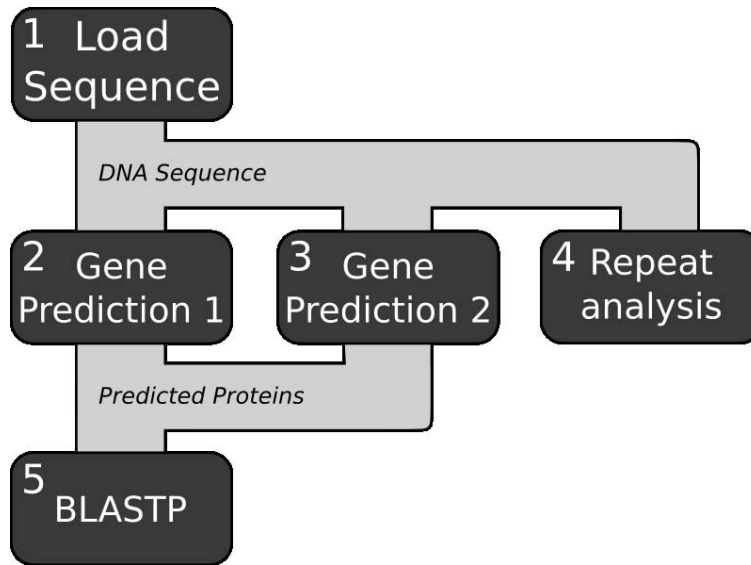 1 Load
Sequence
DNA Sequence
2 Gene
Prediction 1
3 Gene
Prediction 2
4 Repeat
analysis
Predicted Proteins
5
BLASTP